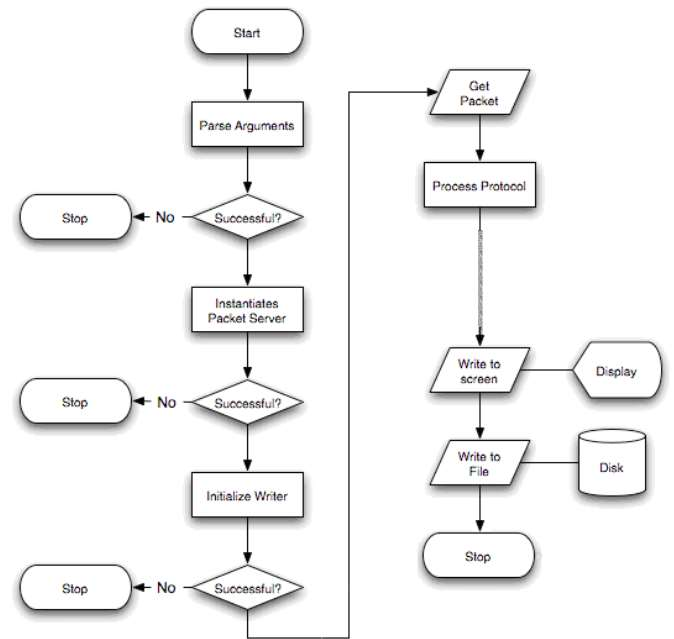 Start
Parse Arguments
Successful?
No
Stop
Instantiates
Packet Server
Successful?
No
Stop
Initialize Writer
Successful?
No
Stop
Get
Packet
Process Protocol
Write to
screen
Display
Write to
File
Disk
Stop